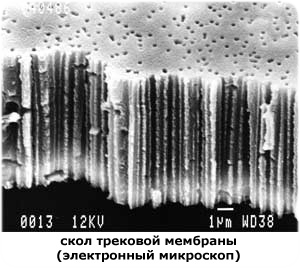 0013 12KV 1µm WD38
скол трековой мембраны
(электронный микроскоп)